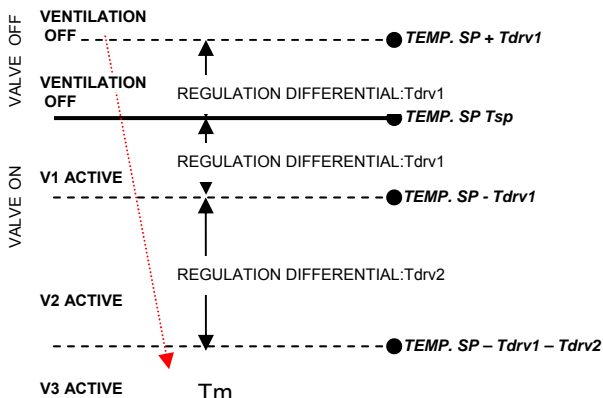 VALVE OFF
VENTILATION
OFF
TEMP. SP + Tdrv1
VENTILATION
OFF
REGULATION DIFFERENTIAL:Tdrv1
TEMP. SP Tsp
VALVE ON
REGULATION DIFFERENTIAL:Tdrv1
V1 ACTIVE
TEMP. SP - Tdrv1
REGULATION DIFFERENTIAL:Tdrv2
V2 ACTIVE
TEMP. SP – Tdrv1 – Tdrv2
V3 ACTIVE
Tm